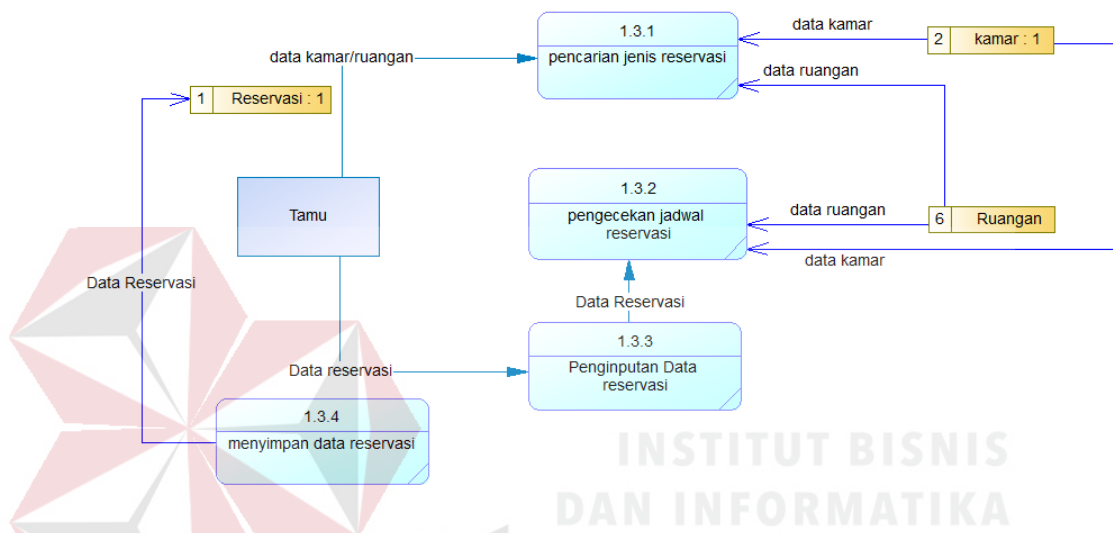 data kamar/ruangan
1.3.1
pencarian jenis reservasi
data kamar
2 kamar : 1
data ruangan
1 Reservasi : 1
Tamu
1.3.2
pengecekan jadwal
reservasi
data ruangan
6 Ruangan
data kamar
Data Reservasi
Data Reservasi
1.3.3
Penginputan Data
reservasi
Data reservasi
1.3.4
menyimpan data reservasi
INSTITUT BISNIS
DAN INFORMATIKA